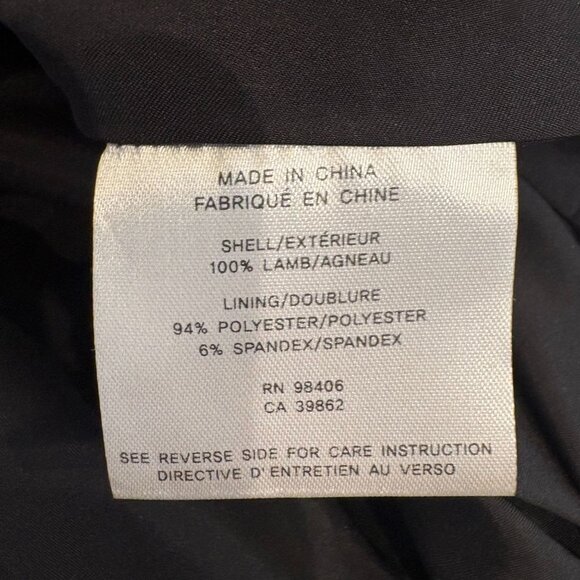 MADE IN CHINA
FABRIQUÉ EN CHINE
SHELL/EXTÉRIEUR
100% LAMB/AGNEAU
LINING/DOUBLURE
94% POLYESTER/POLYESTER
6% SPANDEX/SPANDEX
RN 98406
CA 39862
SEE REVERSE SIDE FOR CARE INSTRUCTION
DIRECTIVE D'ENTRETIEN AU VERSO